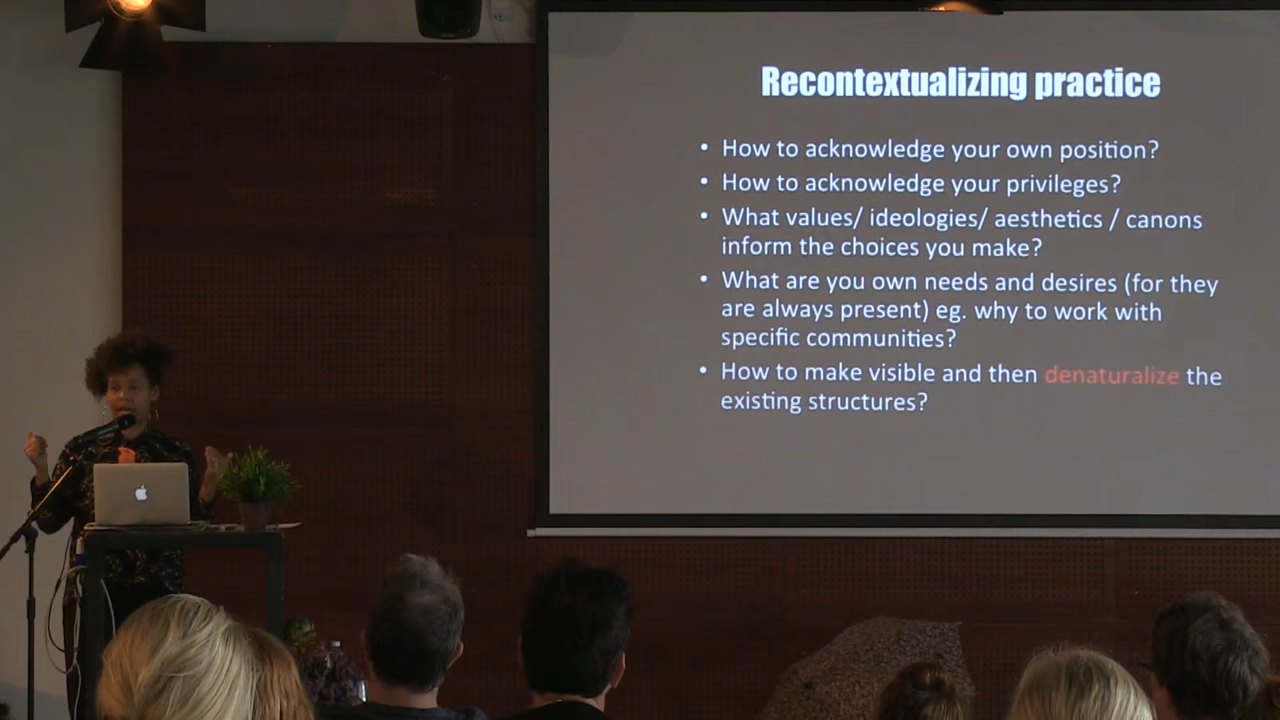 Recontextualizing practice
• How to acknowledge your own position?
• How to acknowledge your privileges?
• What values/ ideologies/ aesthetics / canons
inform the choices you make?
• What are you own needs and desires (for they
are always present) eg. why to work with
specific communities?
• How to make visible and then denaturalize the
existing structures?